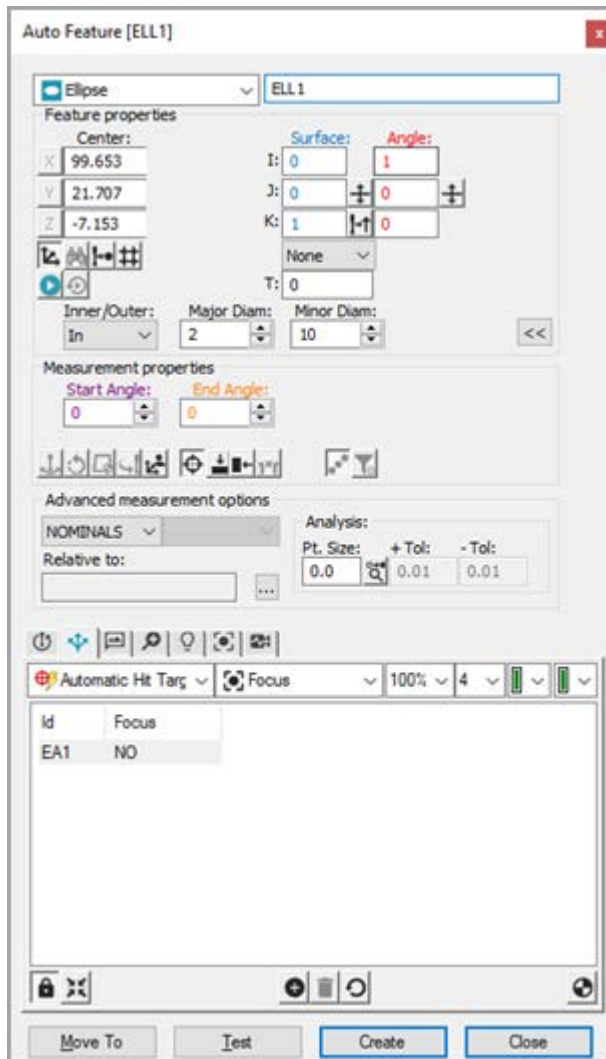 Auto Feature [ELL1]
x
Ellipse ELL1
Feature properties
Center: Surface: Angle:
X 99.653 I: 0 1
Y 21.707 J: 0 0
Z -7.153 K: 1 0
None
T: 0
Inner/Outer: Major Diam: Minor Diam:
In 2 10 <<
Measurement properties
Start Angle: End Angle:
0 0
Advanced measurement options
NOMINALS Analysis:
Relative to: Pt. Size: + Tol: - Tol:
... 0.0 0.01 0.01
Automatic Hit Targ Focus 100% 4
Id Focus
EA1 NO
Move To Test Create Close